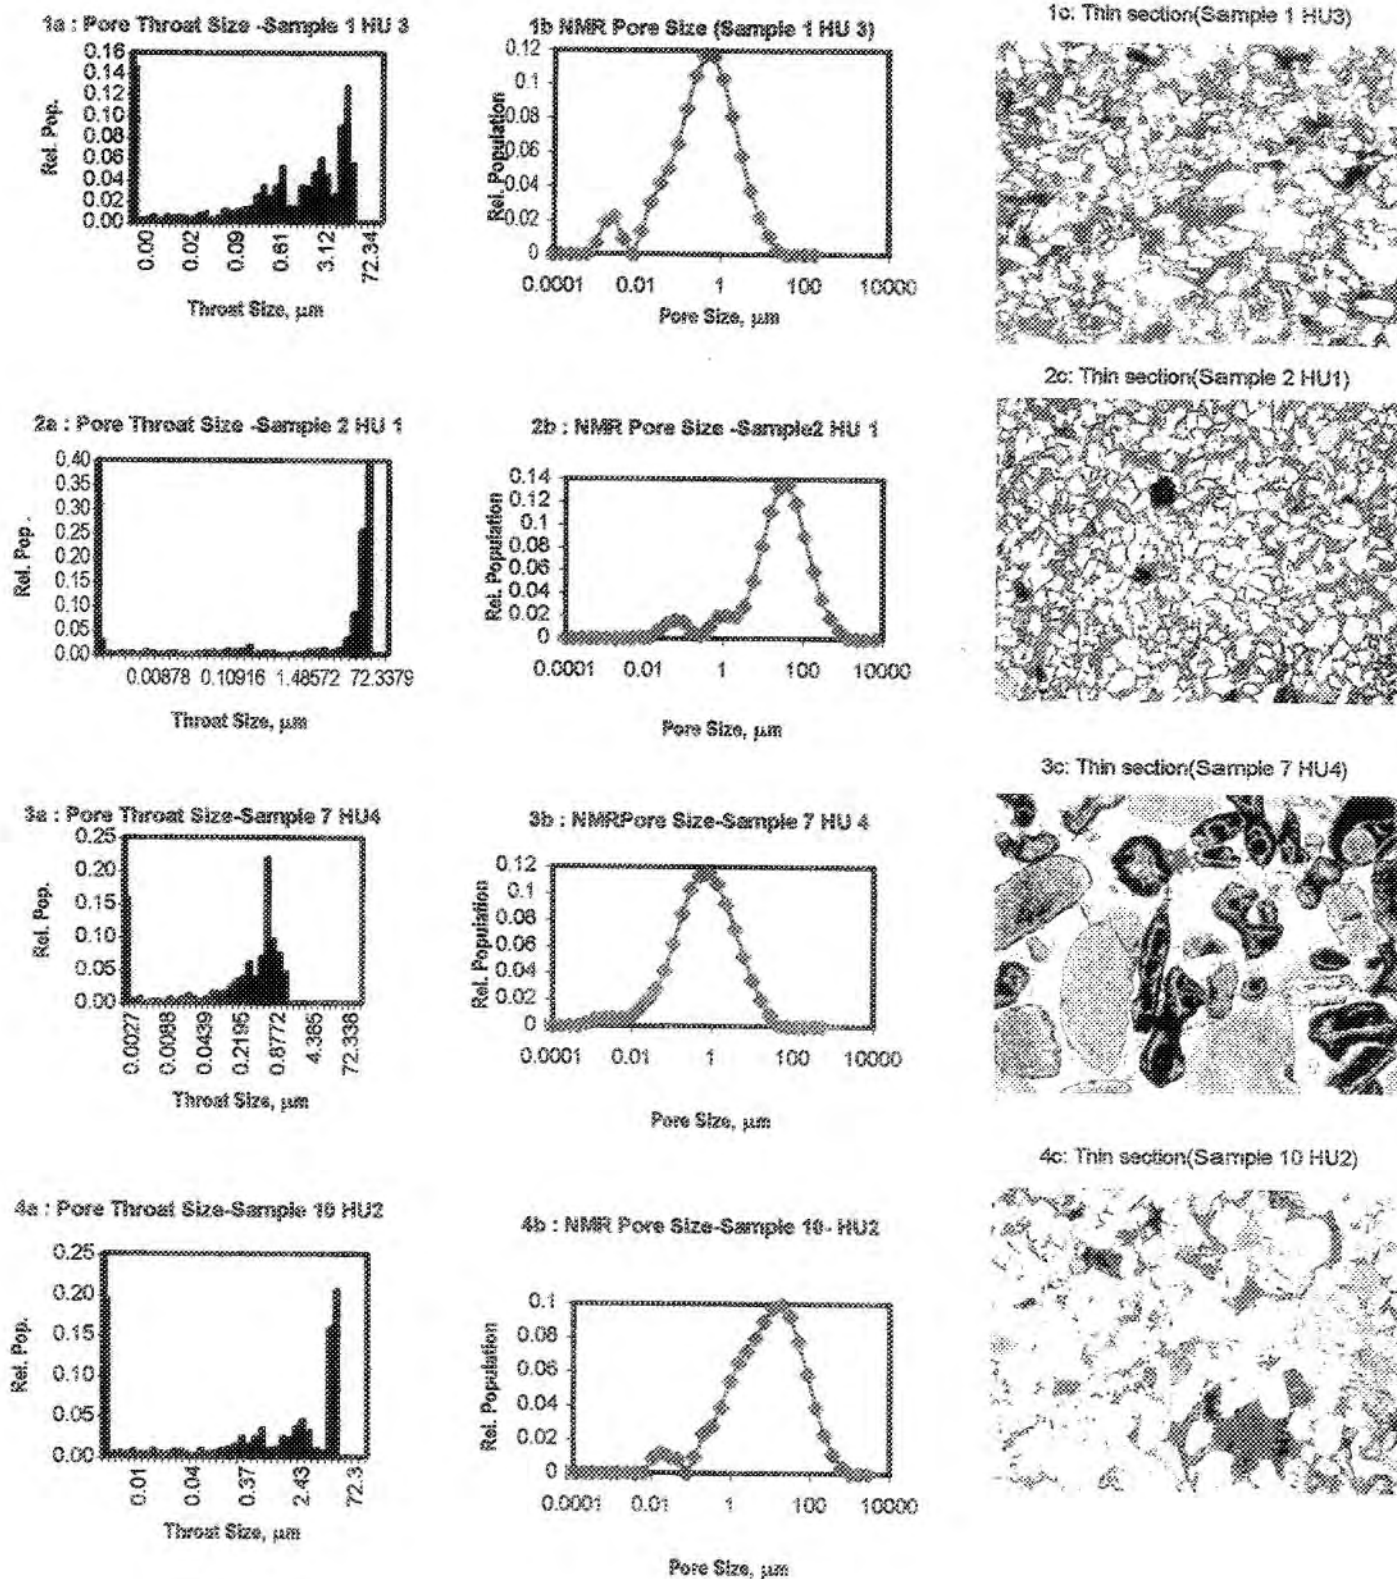 1a : Pore Throat Size -Sample 1 HU 3
Rel. Pop.
0.16
0.14
0.12
0.10
0.08
0.06
0.04
0.02
0.00
0.00 0.02 0.09 0.61 3.12 72.34
Throat Size, μm
1b NMR Pore Size (Sample 1 HU 3)
Rel. Population
0.12
0.1
0.08
0.06
0.04
0.02
0
0.0001 0.01 1 100 10000
Pore Size, μm
1c: Thin section(Sample 1 HU3)
2a : Pore Throat Size -Sample 2 HU 1
Rel. Pop.
0.40
0.35
0.30
0.25
0.20
0.15
0.10
0.05
0.00
0.00878 0.10916 1.48572 72.3379
Throat Size, μm
2b : NMR Pore Size -Sample2 HU 1
Rel. Population
0.14
0.12
0.1
0.08
0.06
0.04
0.02
0
0.0001 0.01 1 100 10000
Pore Size, μm
2c: Thin section(Sample 2 HU1)
3a : Pore Throat Size-Sample 7 HU4
Rel. Pop.
0.25
0.20
0.15
0.10
0.05
0.00
0.0027 0.0088 0.0439 0.2195 0.8772 4.385 72.338
Throat Size, μm
3b : NMRPore Size-Sample 7 HU 4
Rel. Population
0.12
0.1
0.08
0.06
0.04
0.02
0
0.0001 0.01 1 100 10000
Pore Size, μm
3c: Thin section(Sample 7 HU4)
4a : Pore Throat Size-Sample 10 HU2
Rel. Pop.
0.25
0.20
0.15
0.10
0.05
0.00
0.01 0.04 0.37 2.43 72.3
Throat Size, μm
4b : NMR Pore Size-Sample 10- HU2
Rel. Population
0.1
0.08
0.06
0.04
0.02
0
0.0001 0.01 1 100 10000
Pore Size, μm
4c: Thin section(Sample 10 HU2)